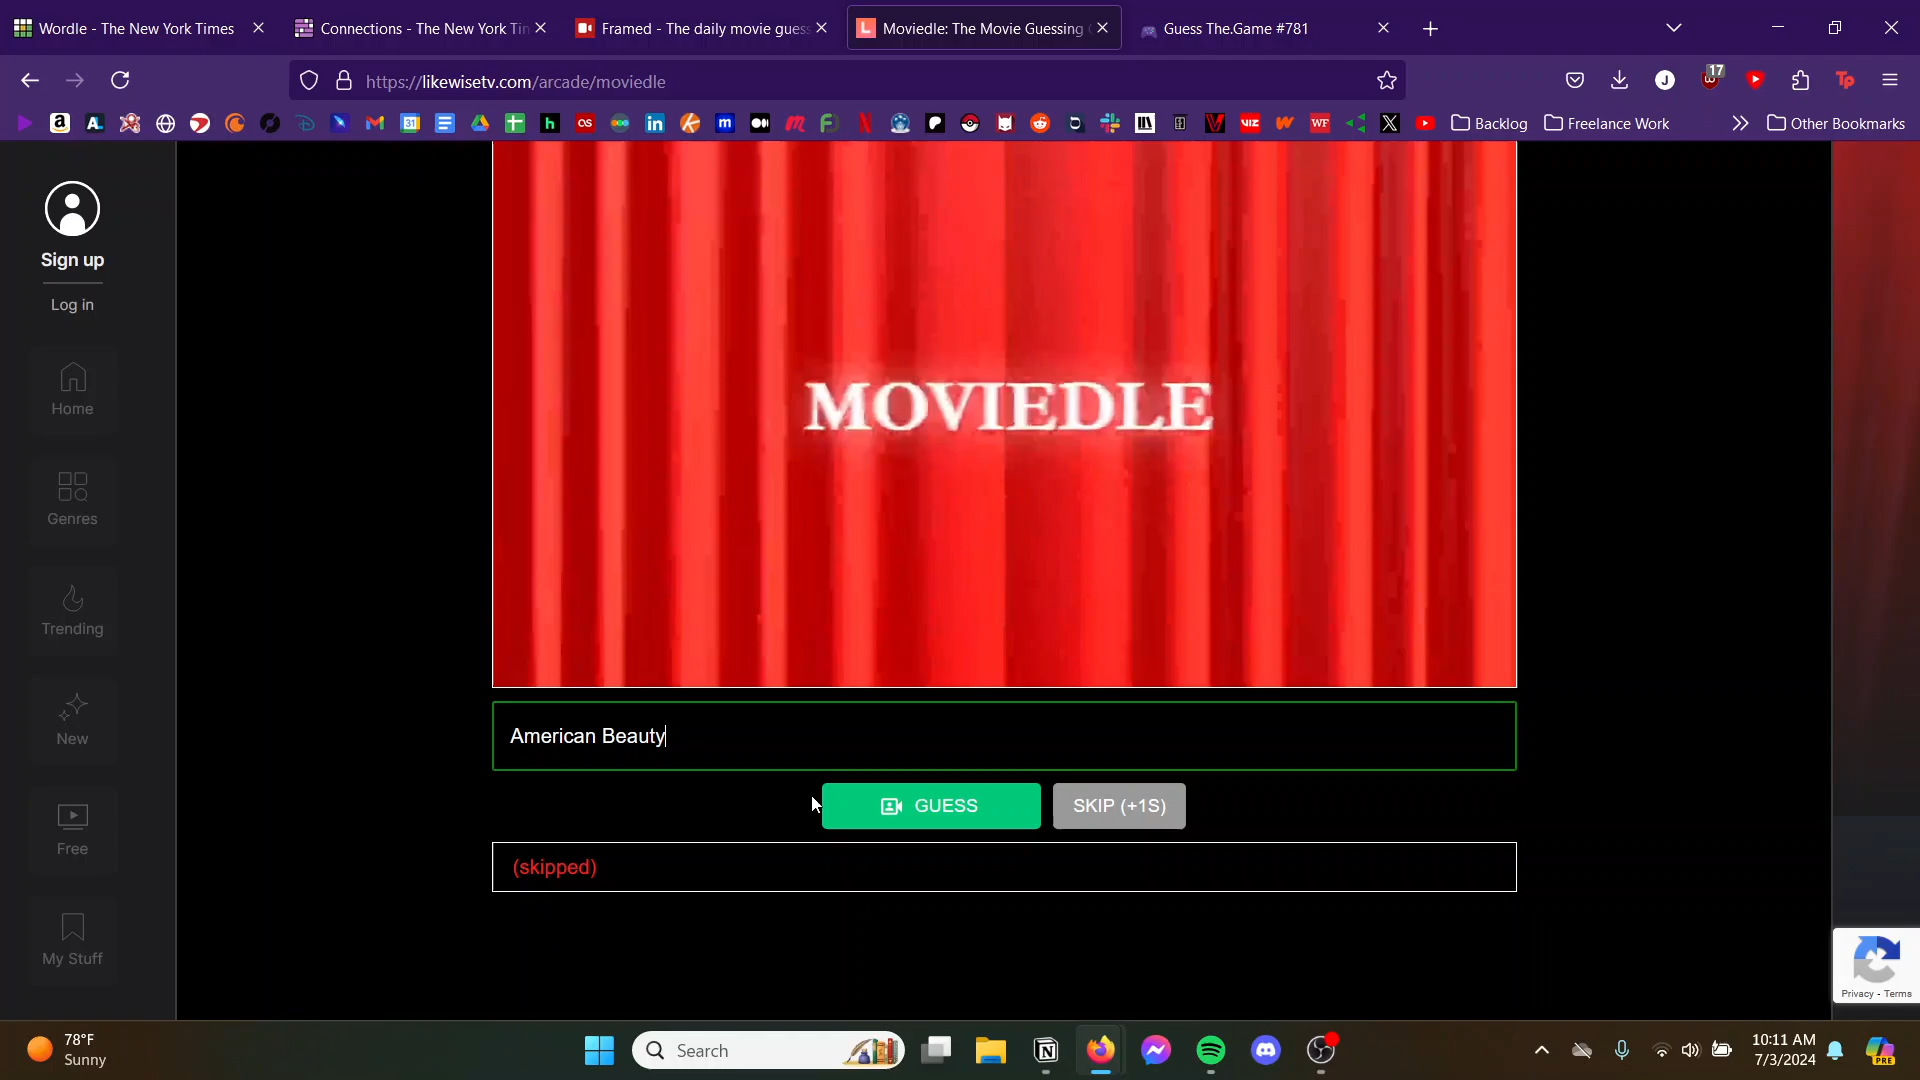 Wordle - The New York Times
Connections - The New York Tin
Framed - The daily movie gues
Moviedle: The Movie Guessing
Guess The.Game #781
https://likewisetv.com/arcade/moviedle
17
Tp
Backlog
Freelance Work
Other Bookmarks
Sign up
Log in
Home
Genres
Trending
New
Free
My Stuff
MOVIEDLE
American Beauty
GUESS
SKIP (+1S)
(skipped)
Privacy - Terms
78°F
Sunny
Search
10:11 AM
7/3/2024
PRE